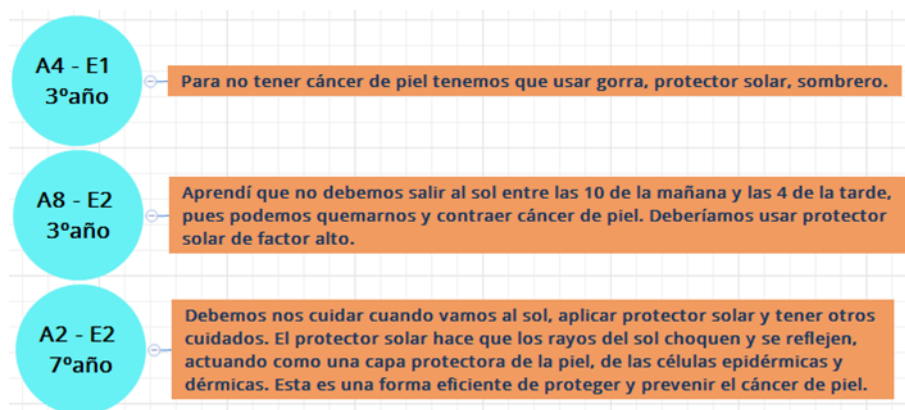 A4 - E1
3ºaño
Para no tener cáncer de piel tenemos que usar gorra, protector solar, sombrero.
A8 - E2
3ºaño
Aprendí que no debemos salir al sol entre las 10 de la mañana y las 4 de la tarde,
pues podemos quemarnos y contraer cáncer de piel. Deberíamos usar protector
solar de factor alto.
A2 - E2
7ºaño
Debemos nos cuidar cuando vamos al sol, aplicar protector solar y tener otros
cuidados. El protector solar hace que los rayos del sol choquen y se reflejen,
actuando como una capa protectora de la piel, de las células epidérmicas y
dérmicas. Esta es una forma eficiente de proteger y prevenir el cáncer de piel.